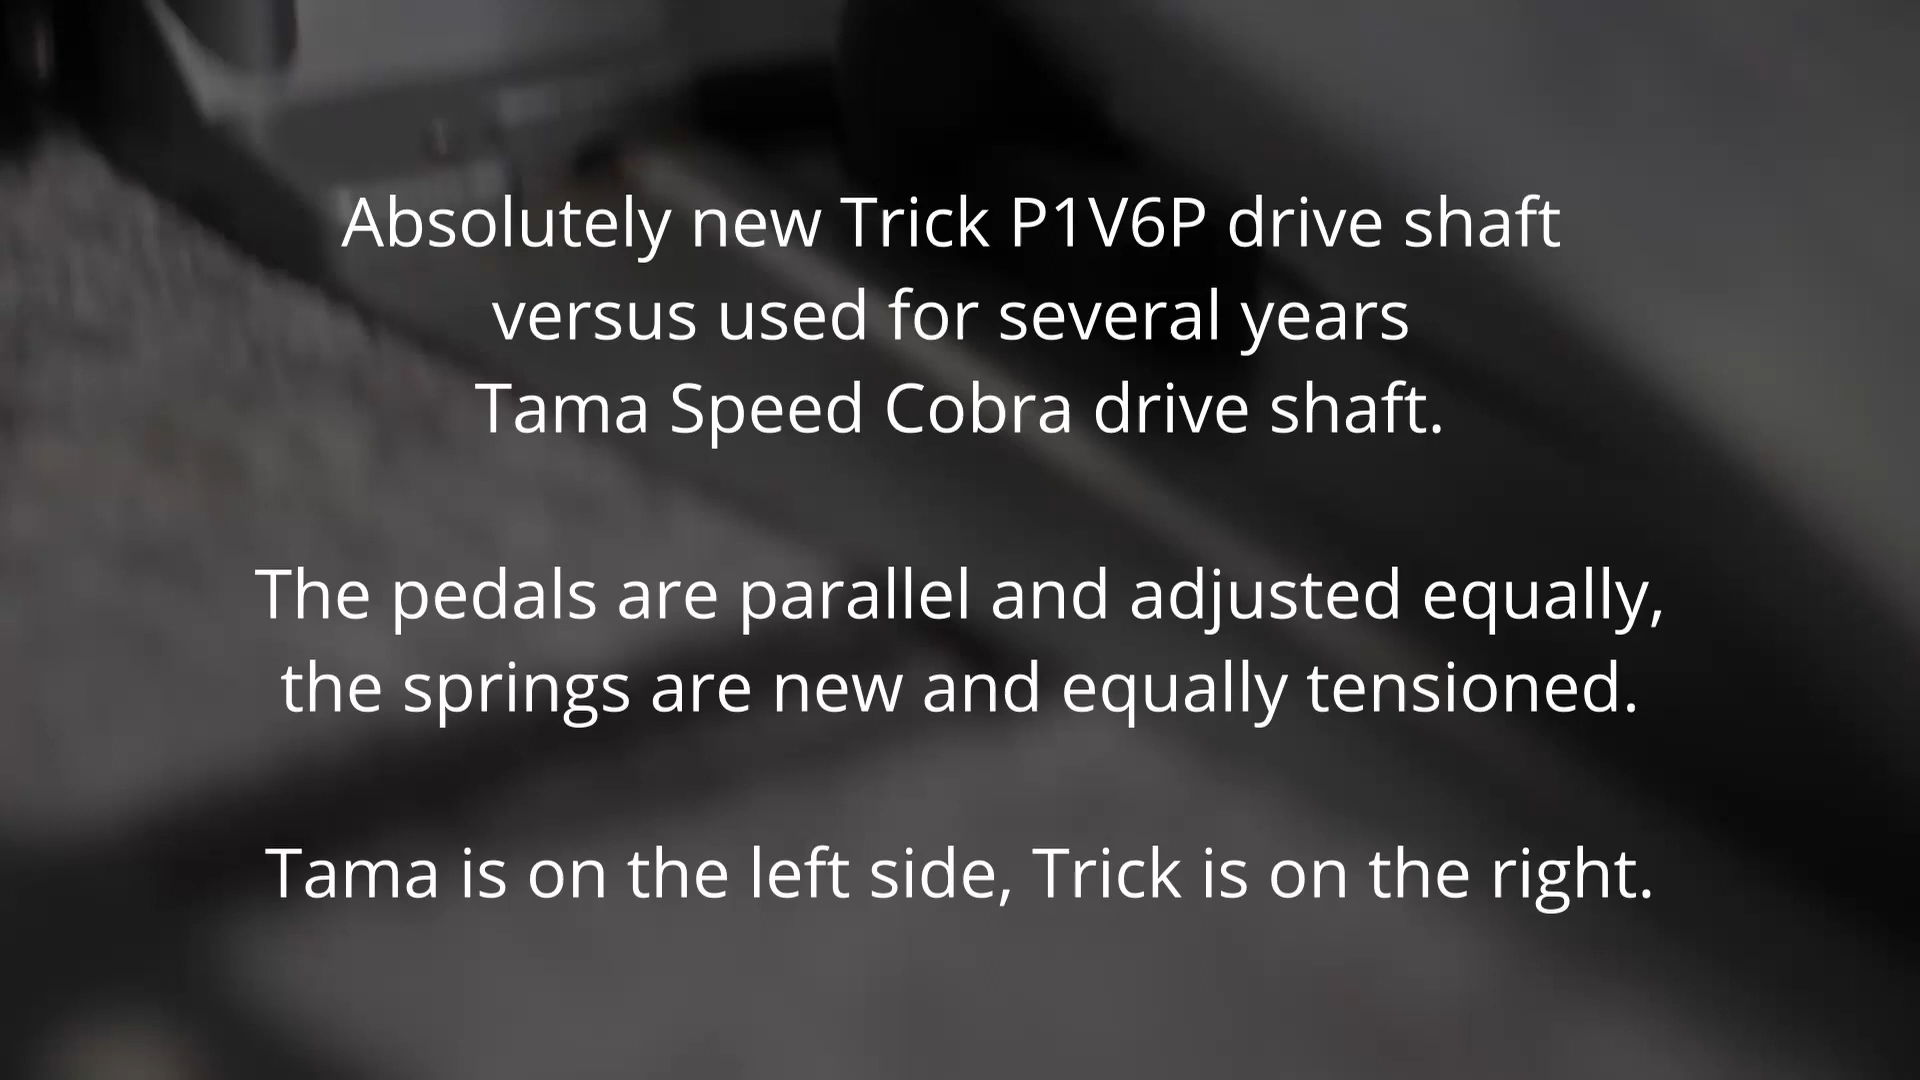 Absolutely new Trick P1V6P drive shaft
versus used for several years
Tama Speed Cobra drive shaft.
The pedals are parallel and adjusted equally,
the springs are new and equally tensioned.
Tama is on the left side, Trick is on the right.